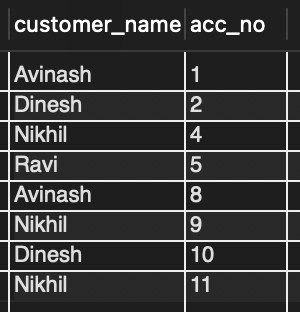 customer_name acc_no
Avinash 1
Dinesh 2
Nikhil 4
Ravi 5
Avinash 8
Nikhil 9
Dinesh 10
Nikhil 11